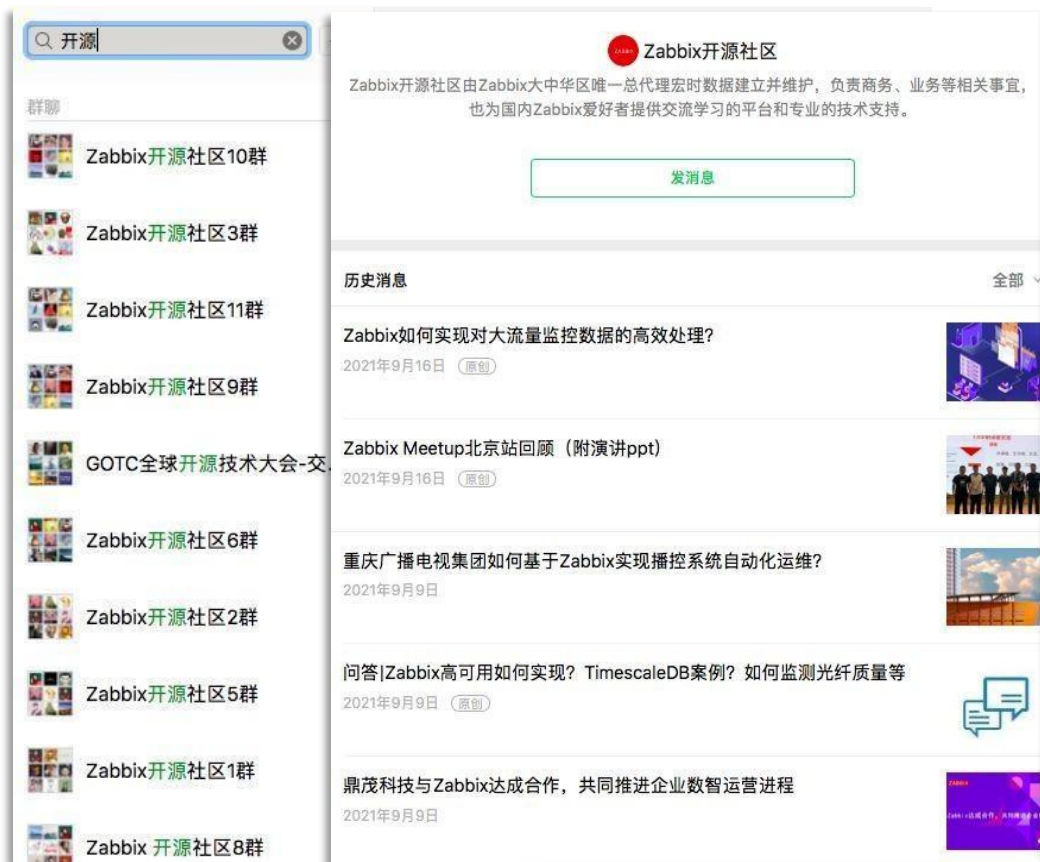 开源
群聊
Zabbix开源社区10群
Zabbix开源社区3群
Zabbix开源社区11群
Zabbix开源社区9群
GOTC全球开源技术大会-交...
Zabbix开源社区6群
Zabbix开源社区2群
Zabbix开源社区5群
Zabbix开源社区1群
Zabbix 开源社区8群
ZABBIX
Zabbix开源社区
Zabbix开源社区由Zabbix大中华区唯一总代理宏时数据建立并维护，负责商务、业务等相关事宜，
也为国内Zabbix爱好者提供交流学习的平台和专业的技术支持。
发消息
历史消息
全部
Zabbix如何实现对大流量监控数据的高效处理？
2021年9月16日 原创
Zabbix Meetup北京站回顾（附演讲ppt）
2021年9月16日 原创
重庆广播电视集团如何基于Zabbix实现播控系统自动化运维？
2021年9月9日
问答|Zabbix高可用如何实现？TimescaleDB案例？如何监测光纤质量等
2021年9月9日 原创
鼎茂科技与Zabbix达成合作，共同推进企业数智运营进程
2021年9月9日
ZABBIX